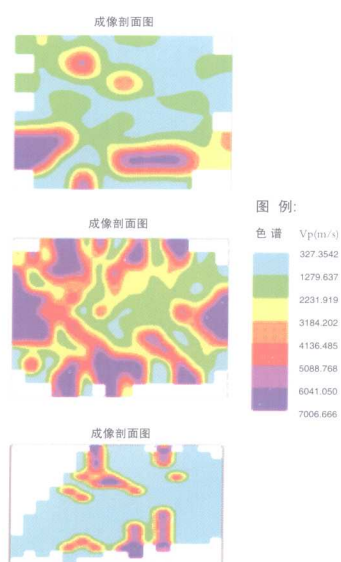 成像剖面图
成像剖面图
成像剖面图
图 例:
色 谱 Vp(m/s)
327.3542
1279.637
2231.919
3184.202
4136.485
5088.768
6041.050
7006.666